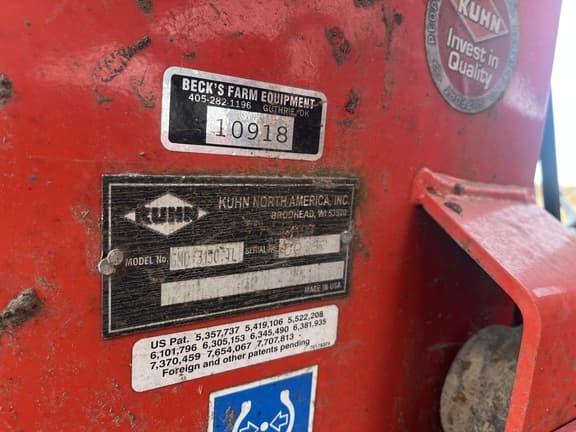 KUHN
Invest in
Quality
BECK'S FARM EQUIPMENT
405-282-1196 GUTHRIE, OK
10918
KUHN
KUHN NORTH AMERICA, INC.
BRODHEAD, WI 53520
MODEL No. SERIAL
MADE IN USA
US Pat. 5,357,737 5,419,106 5,522,208
6,101,796 6,305,153 6,345,490 6,381,935
7,370,459 7,654,067 7,707,813
Foreign and other patents pending